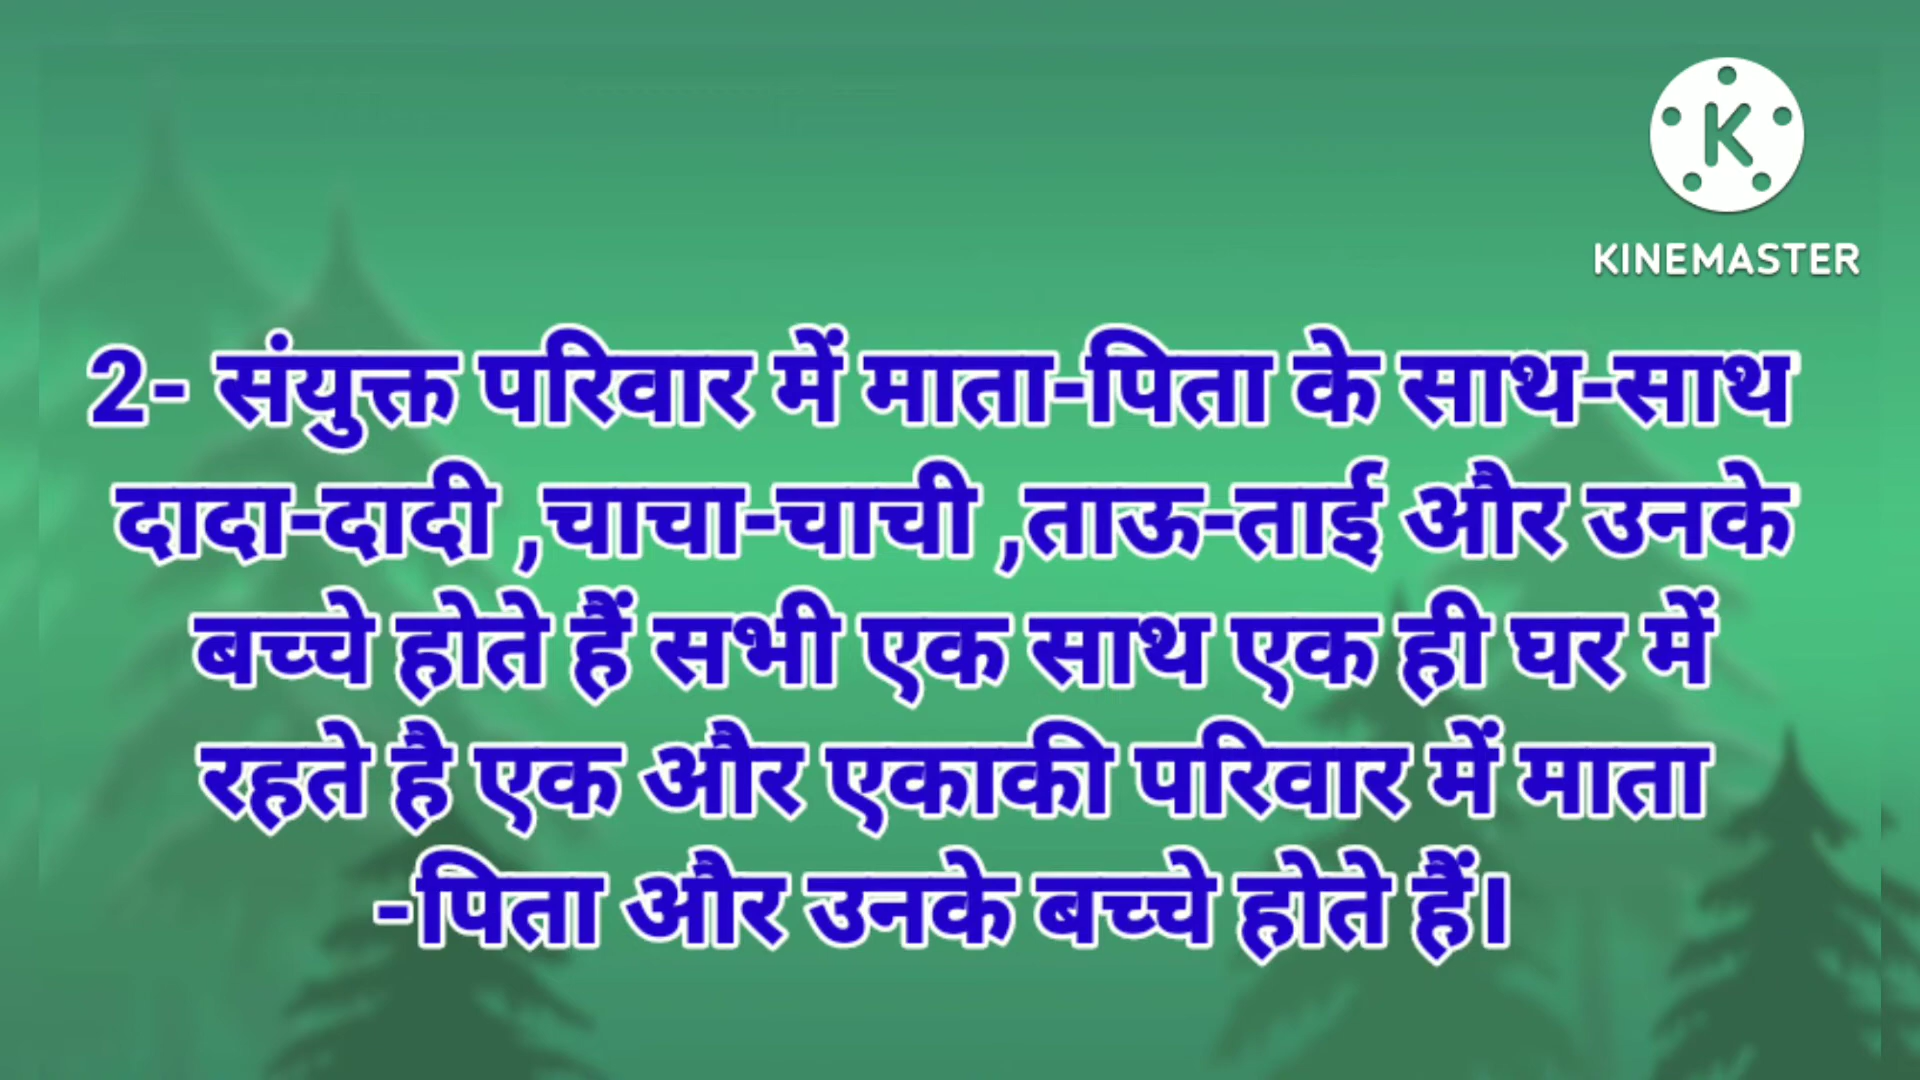 KINEMASTER
2- संयुक्त परिवार में माता-पिता के साथ-साथ
दादा-दादी ,चाचा-चाची ,ताऊ-ताई और उनके
बच्चे होते हैं सभी एक साथ एक ही घर में
रहते है एक और एकाकी परिवार में माता
-पिता और उनके बच्चे होते हैं।